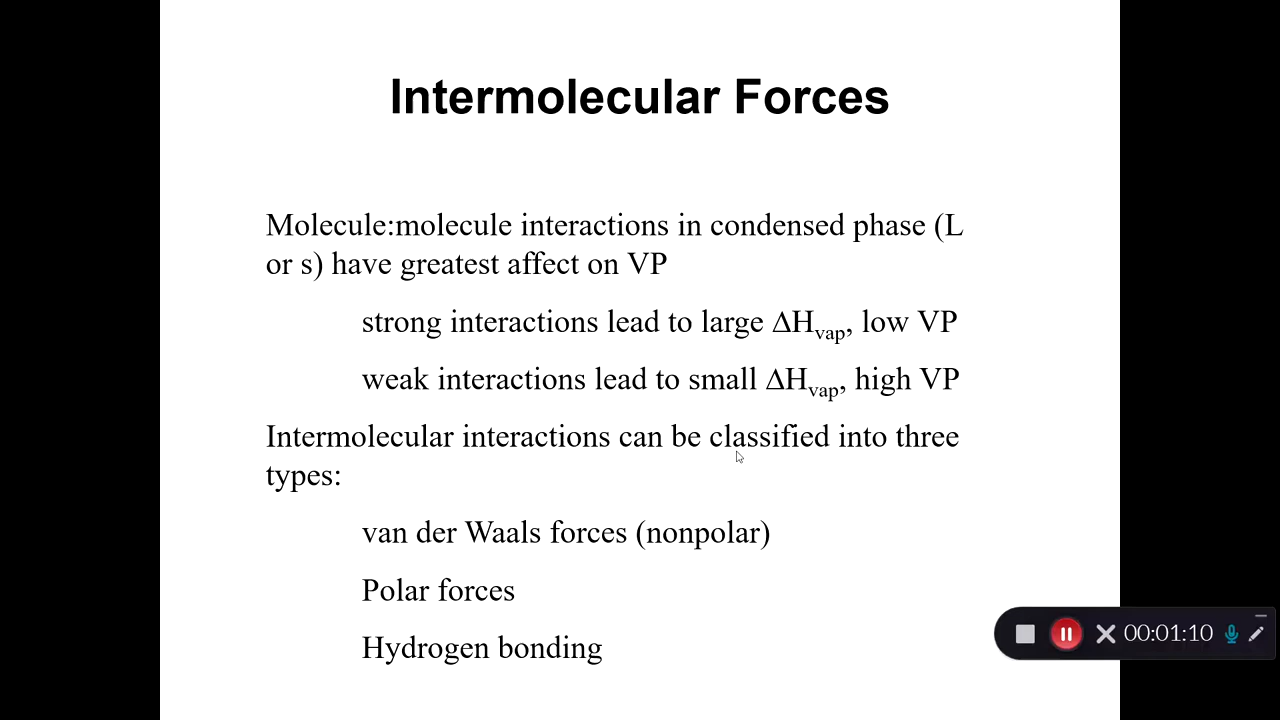 Intermolecular Forces
Molecule:molecule interactions in condensed phase (L
or s) have greatest affect on VP
strong interactions lead to large ΔHvap, low VP
weak interactions lead to small ΔHvap, high VP
Intermolecular interactions can be classified into three
types:
van der Waals forces (nonpolar)
Polar forces
Hydrogen bonding
00:01:10